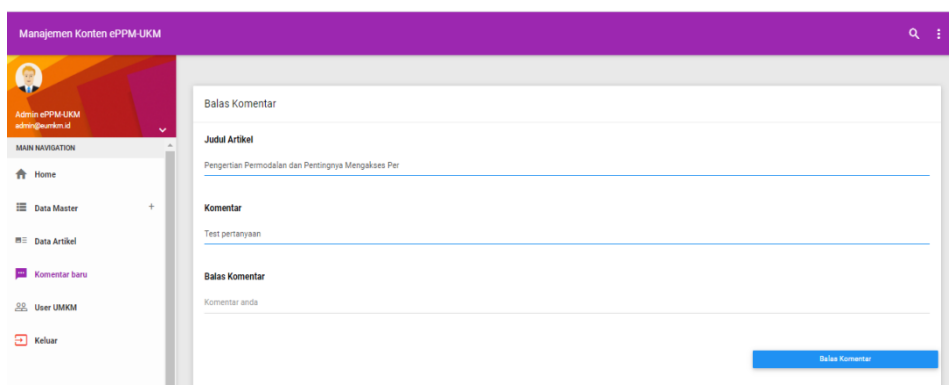 Manajemen Konten ePPM-UKM
Admin ePPM-UKM
admin@eumkm.id
MAIN NAVIGATION
Home
Data Master +
Data Artikel
Komentar baru
User UMKM
Keluar
Balas Komentar
Judul Artikel
Pengertian Permodalan dan Pentingnya Mengakses Per
Komentar
Test pertanyaan
Balas Komentar
Komentar anda
Balas Komentar